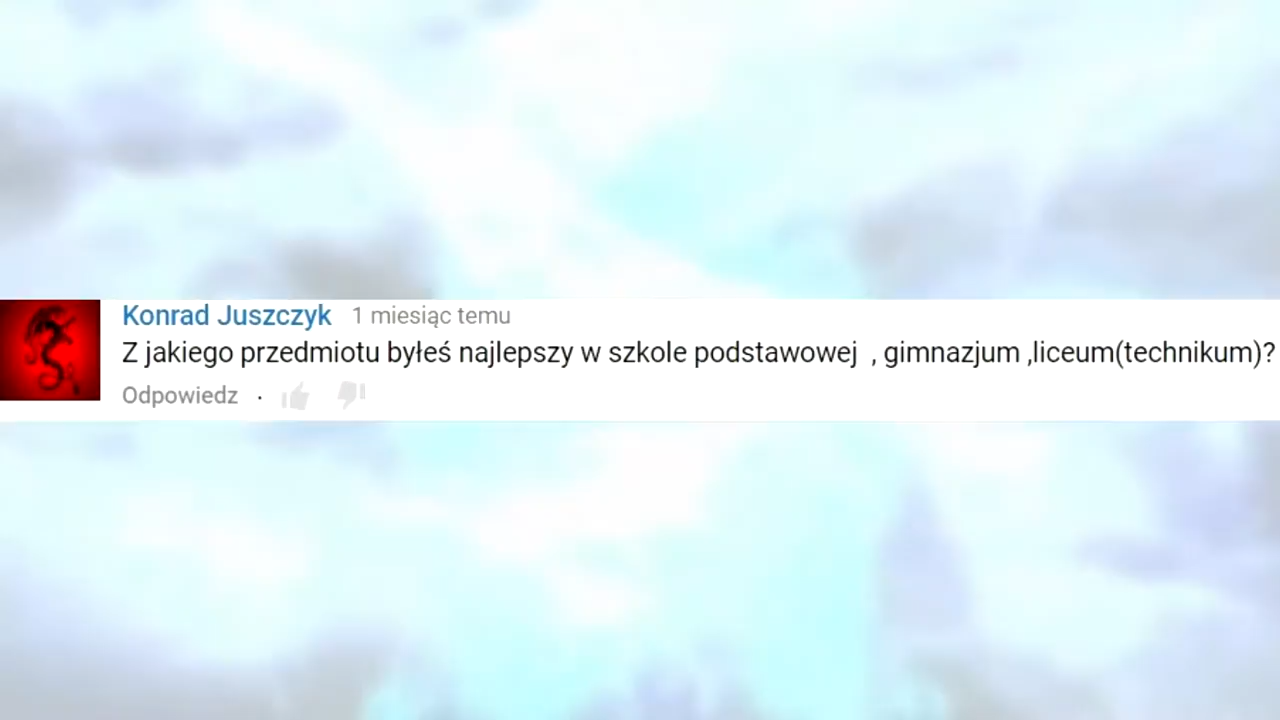 Konrad Juszczyk 1 miesiąc temu
Z jakiego przedmiotu byłeś najlepszy w szkole podstawowej , gimnazjum ,liceum(technikum)?
Odpowiedz ·